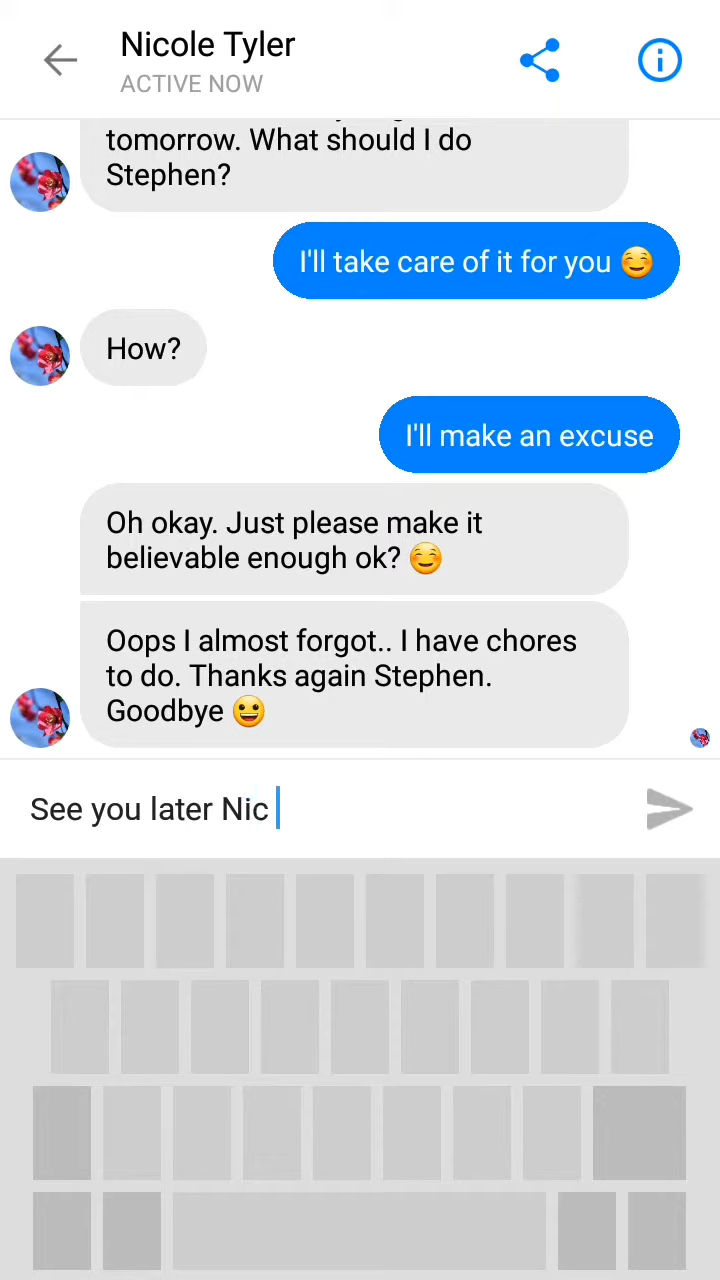 Nicole Tyler
ACTIVE NOW
tomorrow. What should I do
Stephen?
I'll take care of it for you 😊
How?
I'll make an excuse
Oh okay. Just please make it
believable enough ok? 😊
Oops I almost forgot.. I have chores
to do. Thanks again Stephen.
Goodbye 😀
See you later Nic